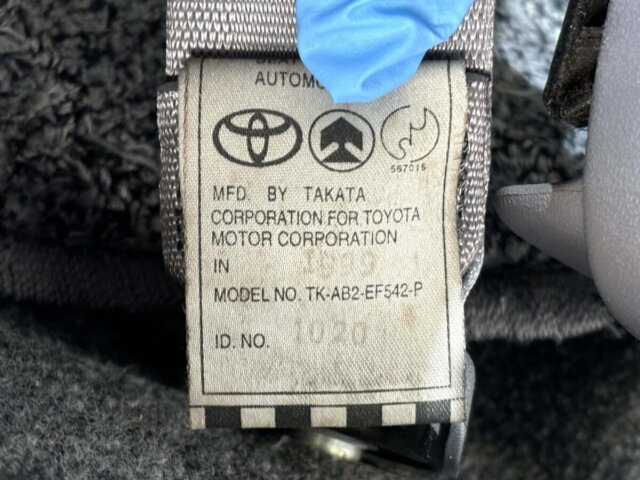 AUTOMO
567015
MFD. BY TAKATA
CORPORATION FOR TOYOTA
MOTOR CORPORATION
IN
MODEL NO. TK-AB2-EF542-P
ID. NO. 1020